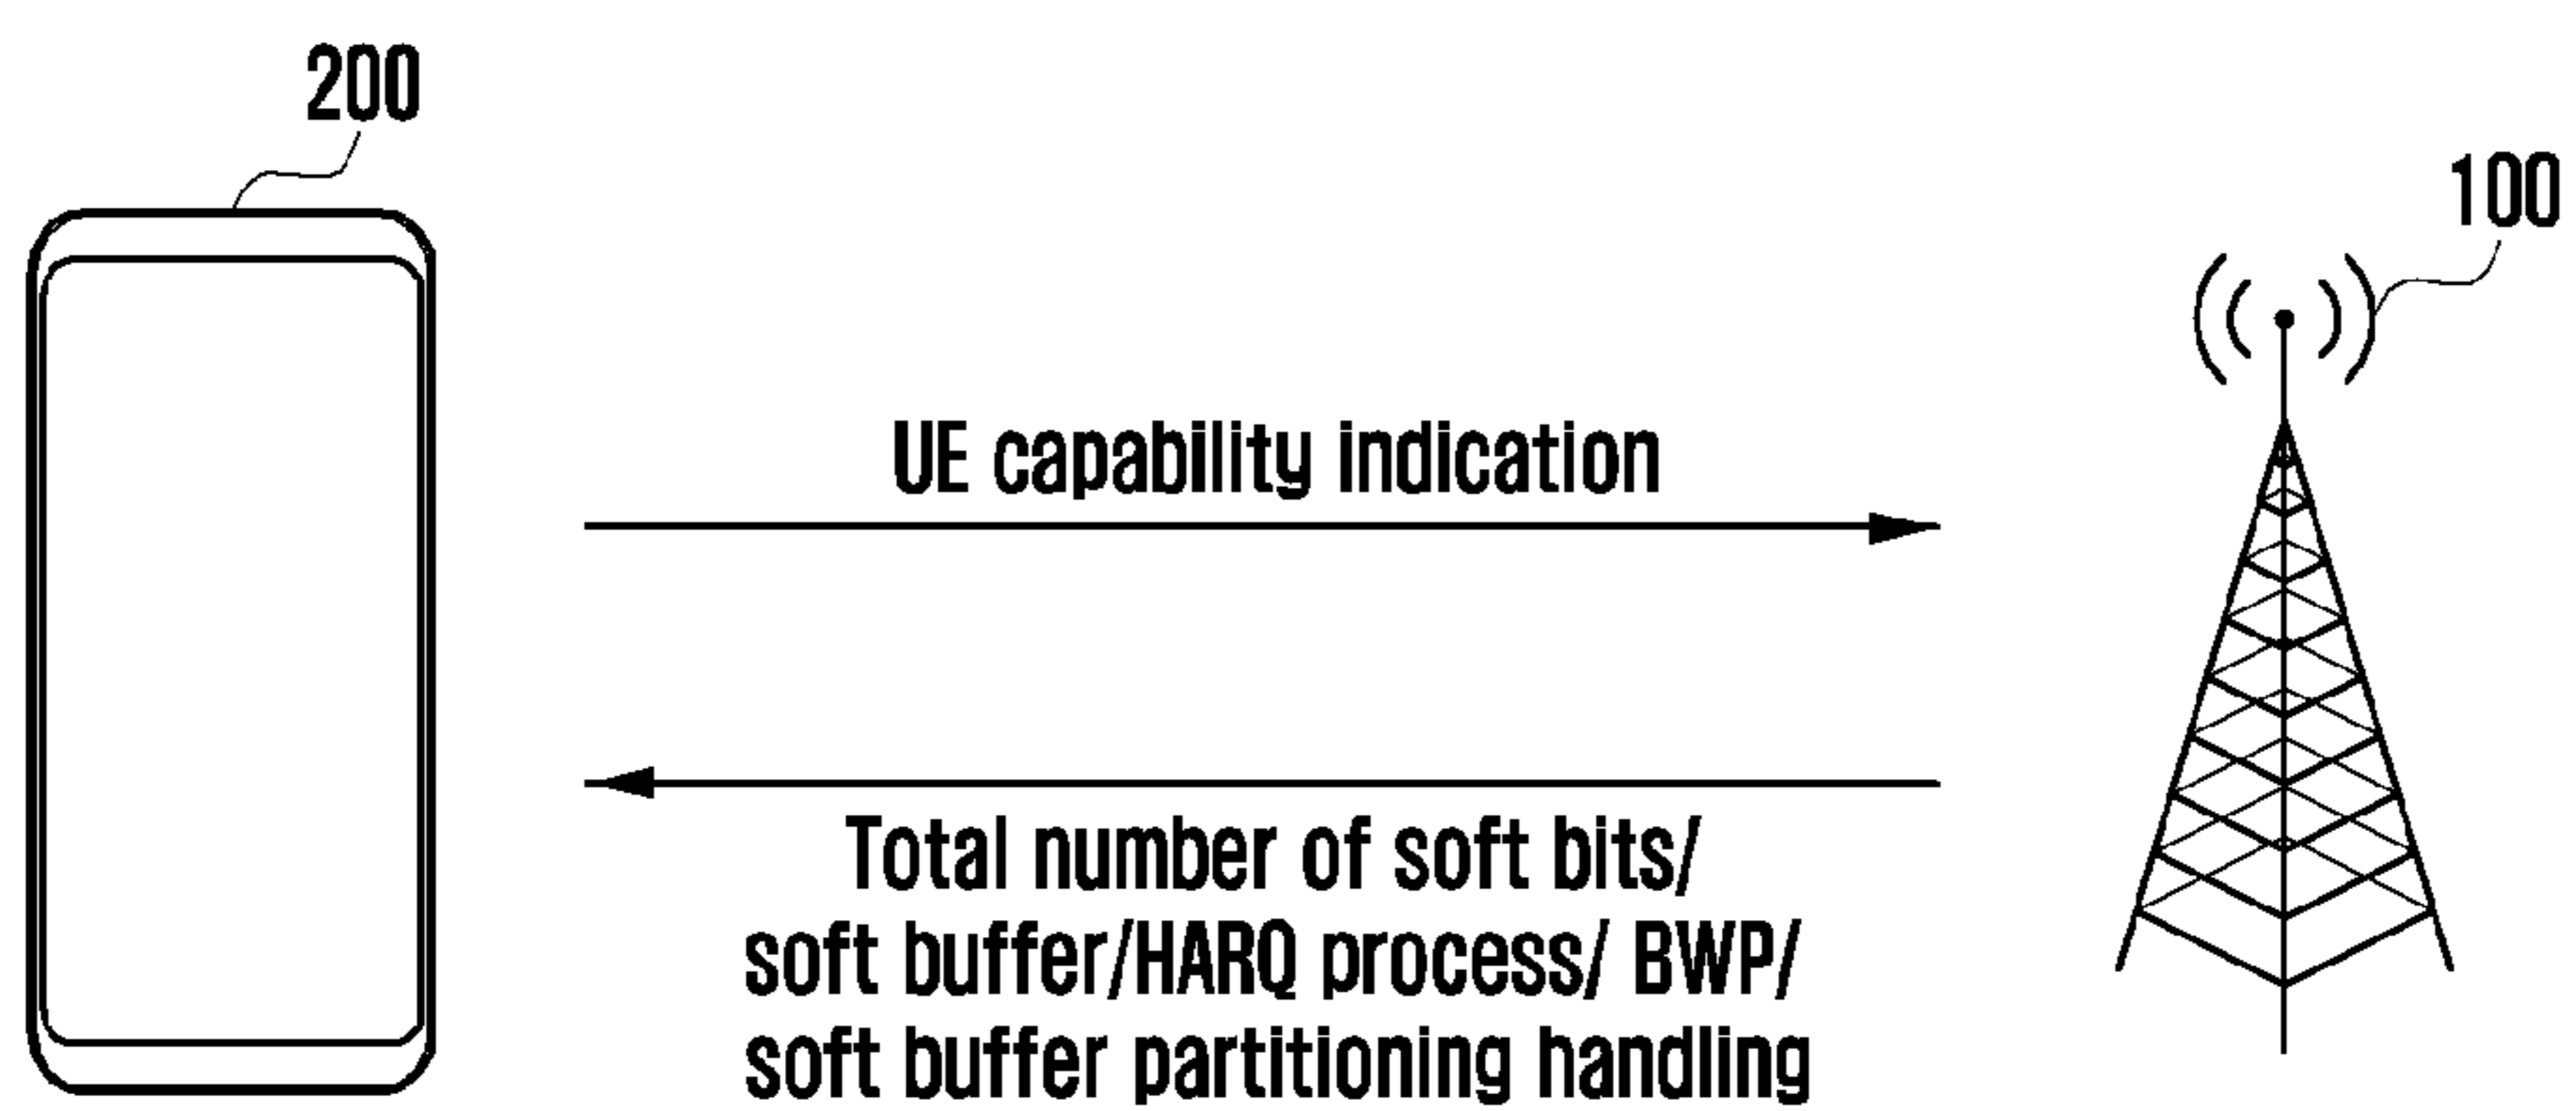 200
100
UE capability indication
Total number of soft bits/
soft buffer/HARQ process/ BWP/
soft buffer partitioning handling